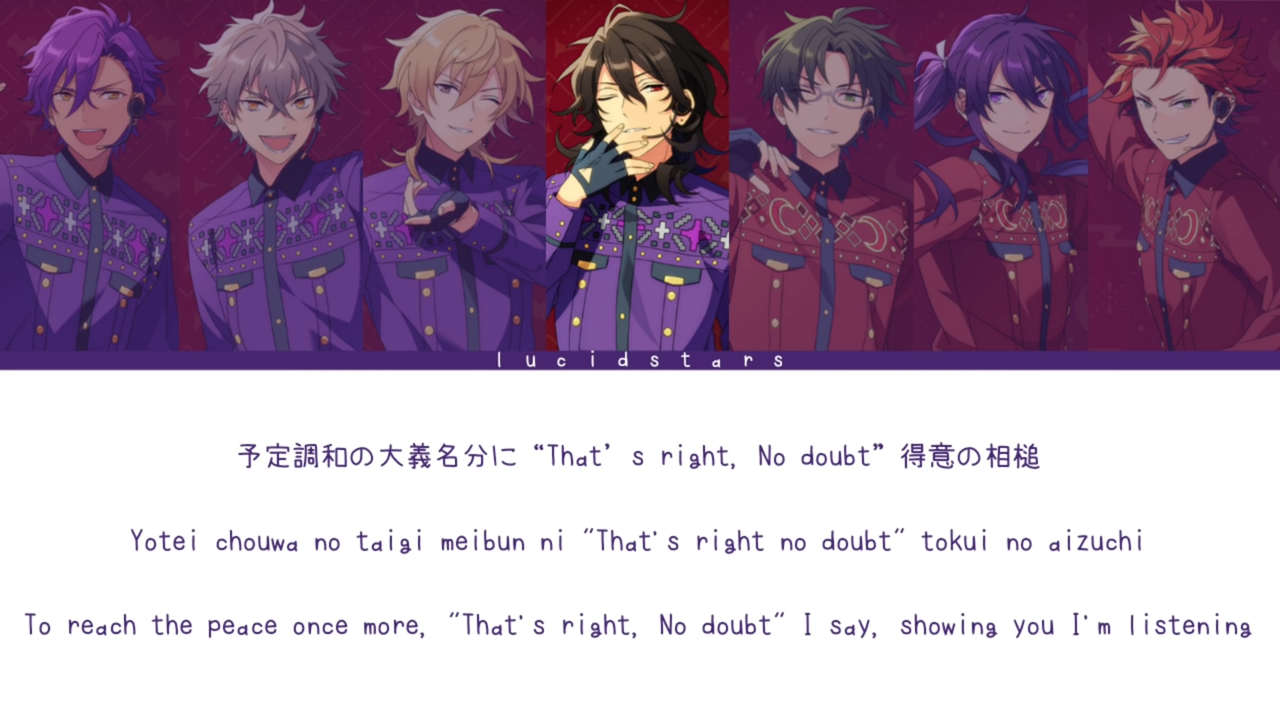 lucidstars
予定調和の大義名分に “That’s right, No doubt” 得意の相槌
Yotei chouwa no taigi meibun ni "That's right no doubt" tokui no aizuchi
To reach the peace once more, "That's right, No doubt" I say, showing you I'm listening